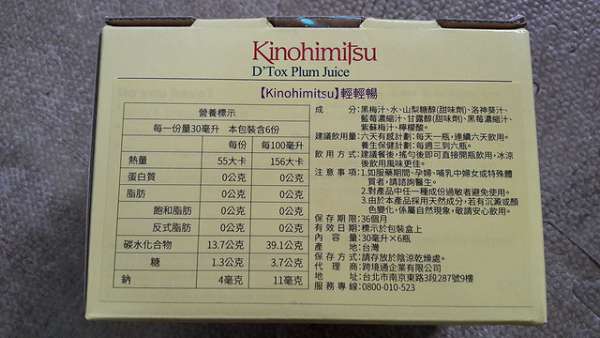 Kinohimitsu
D'Tox Plum Juice
【Kinohimitsu】輕輕暢
營養標示
每一份量30毫升 本包裝含6份
每份 每100毫升
熱量 55大卡 156大卡
蛋白質 0公克 0公克
脂肪 0公克 0公克
飽和脂肪 0公克 0公克
反式脂肪 0公克 0公克
碳水化合物 13.7公克 39.1公克
糖 1.3公克 3.7公克
鈉 4毫克 11毫克
成分:黑梅汁、水、山梨糖醇(甜味劑)、洛神葵汁、
藍莓濃縮汁、甘露醇(甜味劑)、黑莓濃縮汁、
紫蘇梅汁、檸檬酸。
建議飲用量:六天有感計劃:每天一瓶,連續六天飲用。
養生保健計劃:每週三到六瓶。
飲用方式:建議餐後,搖勻後即可直接開瓶飲用,冰涼
後飲用風味更佳。
注意事項:1.如服藥期間、孕婦、哺乳中婦女或特殊體
質者,請諮詢醫生。
2.對產品中任一種成份過敏者避免使用。
3.由於本產品採用天然成分,若有沉澱或顏
色變化,係屬自然現象,敬請安心飲用。
保存期限:36個月
有效日期:標示於包裝盒上
內容量:30毫升×6瓶
產地:台灣
保存方式:請存放於陰涼乾燥處。
代理商:跨境通企業有限公司
地址:台北市南京東路3段287號9樓
服務專線:0800-010-523